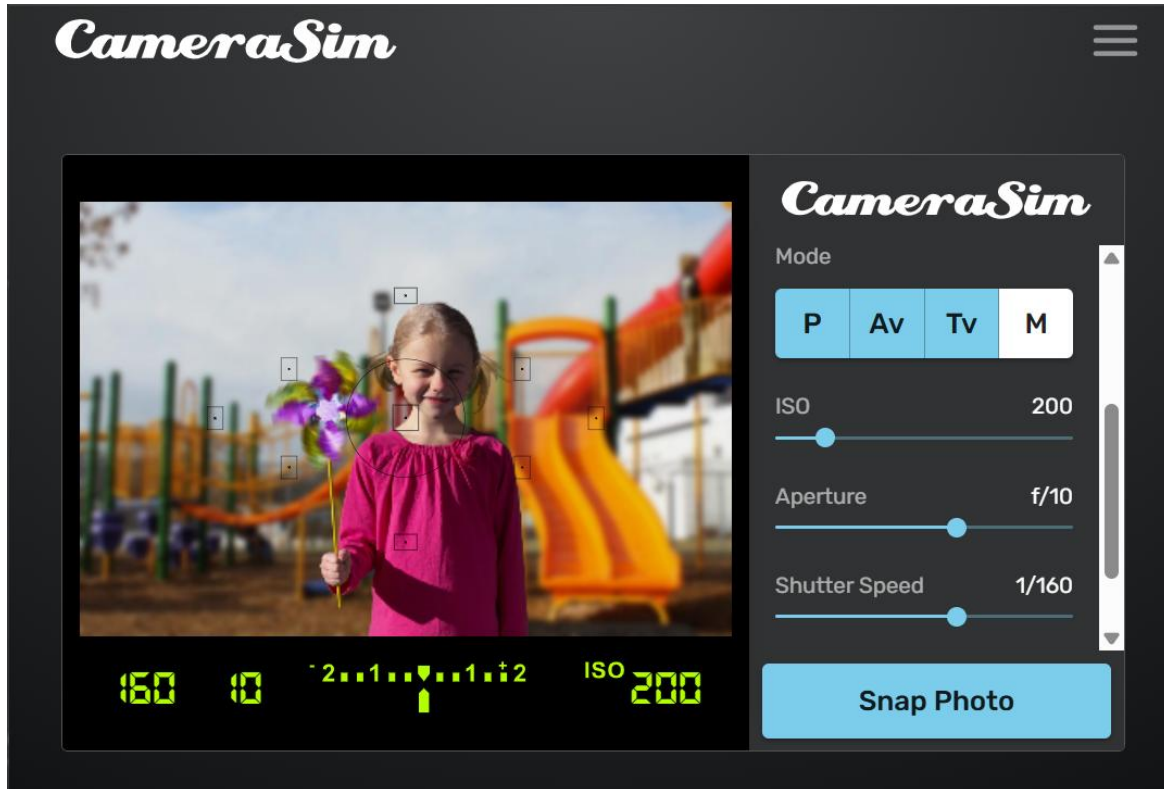 CameraSim
CameraSim
Mode
P Av Tv M
ISO 200
Aperture f/10
Shutter Speed 1/160
160 10 -2..1..▼..1..+2 ISO 200
Snap Photo